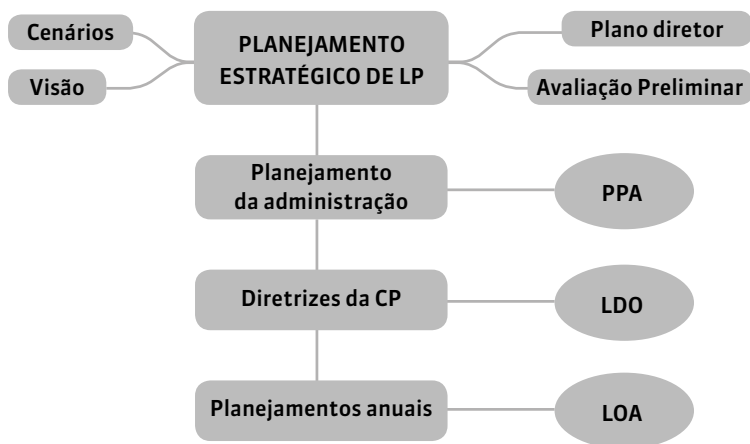 Cenários
Visão
PLANEJAMENTO
ESTRATÉGICO DE LP
Plano diretor
Avaliação Preliminar
Planejamento
da administração
PPA
Diretrizes da CP
LDO
Planejamentos anuais
LOA